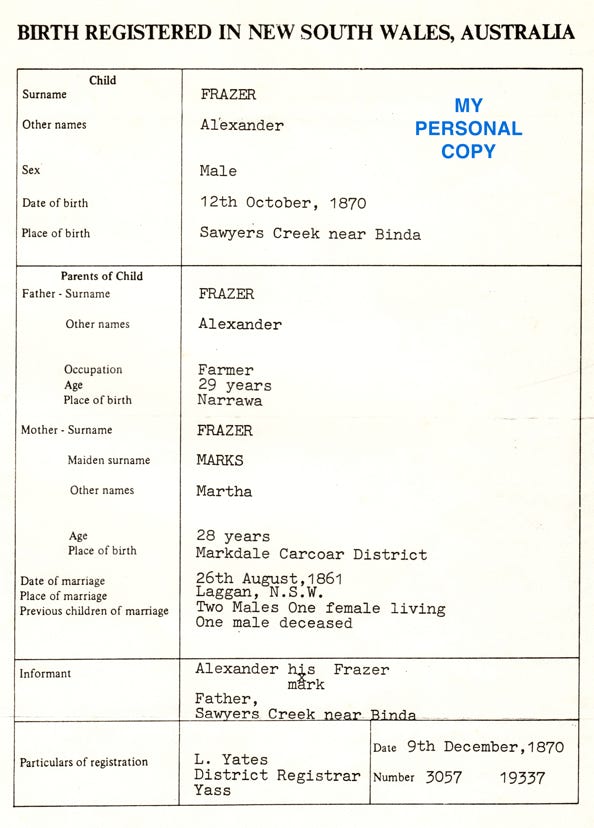 BIRTH REGISTERED IN NEW SOUTH WALES, AUSTRALIA
Child
Surname FRAZER
MY
PERSONAL
COPY
Other names Alexander
Sex Male
Date of birth 12th October, 1870
Place of birth Sawyers Creek near Binda
Parents of Child
Father - Surname FRAZER
Other names Alexander
Occupation Farmer
Age 29 years
Place of birth Narrawa
Mother - Surname FRAZER
Maiden surname MARKS
Other names Martha
Age 28 years
Place of birth Markdale Carcoar District
Date of marriage 26th August,1861
Place of marriage Laggan, N.S.W.
Previous children of marriage Two Males One female living
One male deceased
Informant Alexander his Frazer
x
mark
Father,
Sawyers Creek near Binda
Particulars of registration
L. Yates
District Registrar
Yass
Date 9th December,1870
Number 3057 19337